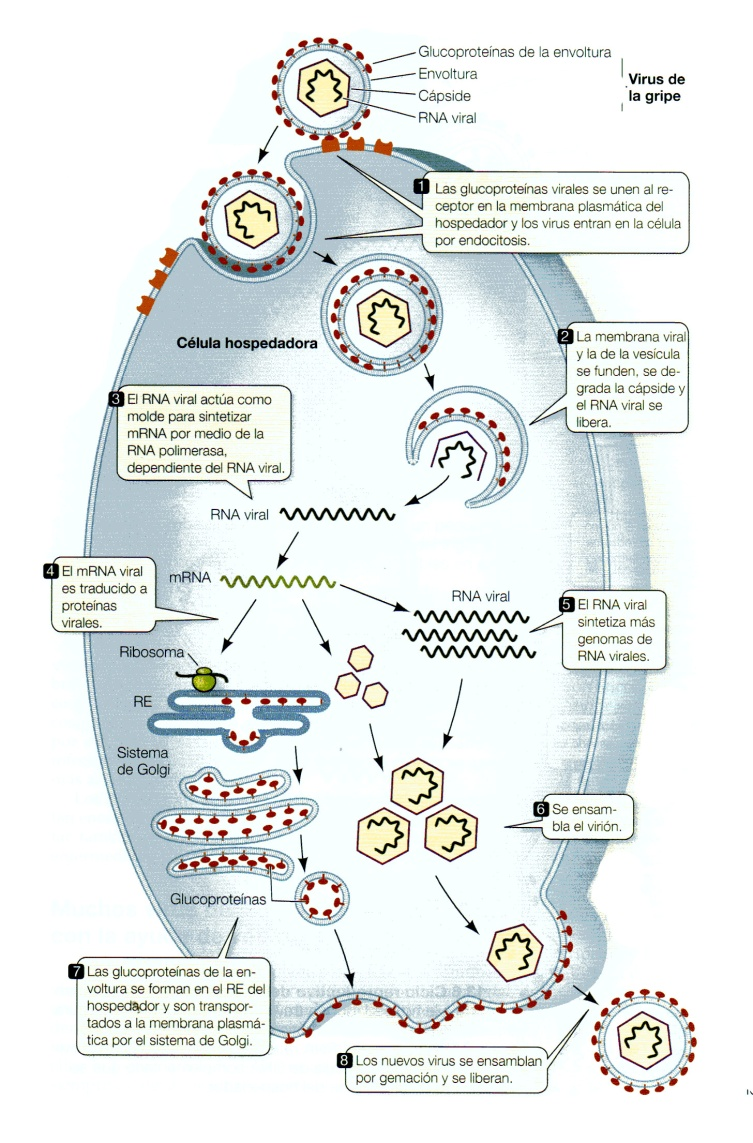 Glucoproteínas de la envoltura
Envoltura
Cápside
RNA viral
Virus de
la gripe
1 Las glucoproteínas virales se unen al re-
ceptor en la membrana plasmática del
hospedador y los virus entran en la célula
por endocitosis.
Célula hospedadora
2 La membrana viral
y la de la vesícula
se funden, se de-
grada la cápside y
el RNA viral se
libera.
3 El RNA viral actúa como
molde para sintetizar
mRNA por medio de la
RNA polimerasa,
dependiente del RNA viral.
RNA viral
4 El mRNA viral
es traducido a
proteínas
virales.
mRNA
RNA viral
5 El RNA viral
sintetiza más
genomas de
RNA virales.
Ribosoma
RE
Sistema
de Golgi
6 Se ensam-
bla el virión.
Glucoproteínas
7 Las glucoproteínas de la en-
voltura se forman en el RE del
hospedador y son transpor-
tados a la membrana plasmá-
tica por el sistema de Golgi.
8 Los nuevos virus se ensamblan
por gemación y se liberan.